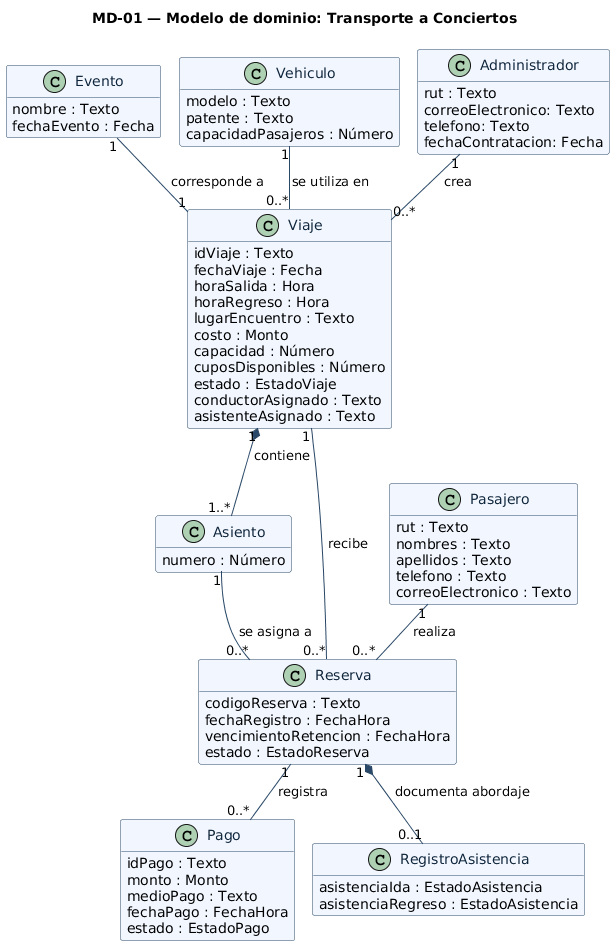 MD-01 — Modelo de dominio: Transporte a Conciertos
C Evento
nombre : Texto
fechaEvento : Fecha
C Vehiculo
modelo : Texto
patente : Texto
capacidadPasajeros : Número
C Administrador
rut : Texto
correoElectronico: Texto
telefono: Texto
fechaContratacion: Fecha
1
corresponde a
1
1
se utiliza en
0..*
1
crea
0..*
C Viaje
idViaje : Texto
fechaViaje : Fecha
horaSalida : Hora
horaRegreso : Hora
lugarEncuentro : Texto
costo : Monto
capacidad : Número
cuposDisponibles : Número
estado : EstadoViaje
conductorAsignado : Texto
asistenteAsignado : Texto
1
contiene
1..*
1
recibe
0..*
C Asiento
numero : Número
C Pasajero
rut : Texto
nombres : Texto
apellidos : Texto
telefono : Texto
correoElectronico : Texto
1
se asigna a
0..*
1
realiza
0..*
C Reserva
codigoReserva : Texto
fechaRegistro : FechaHora
vencimientoRetencion : FechaHora
estado : EstadoReserva
1
registra
0..*
1
documenta abordaje
0..1
C Pago
idPago : Texto
monto : Monto
medioPago : Texto
fechaPago : FechaHora
estado : EstadoPago
C RegistroAsistencia
asistenciaIda : EstadoAsistencia
asistenciaRegreso : EstadoAsistencia